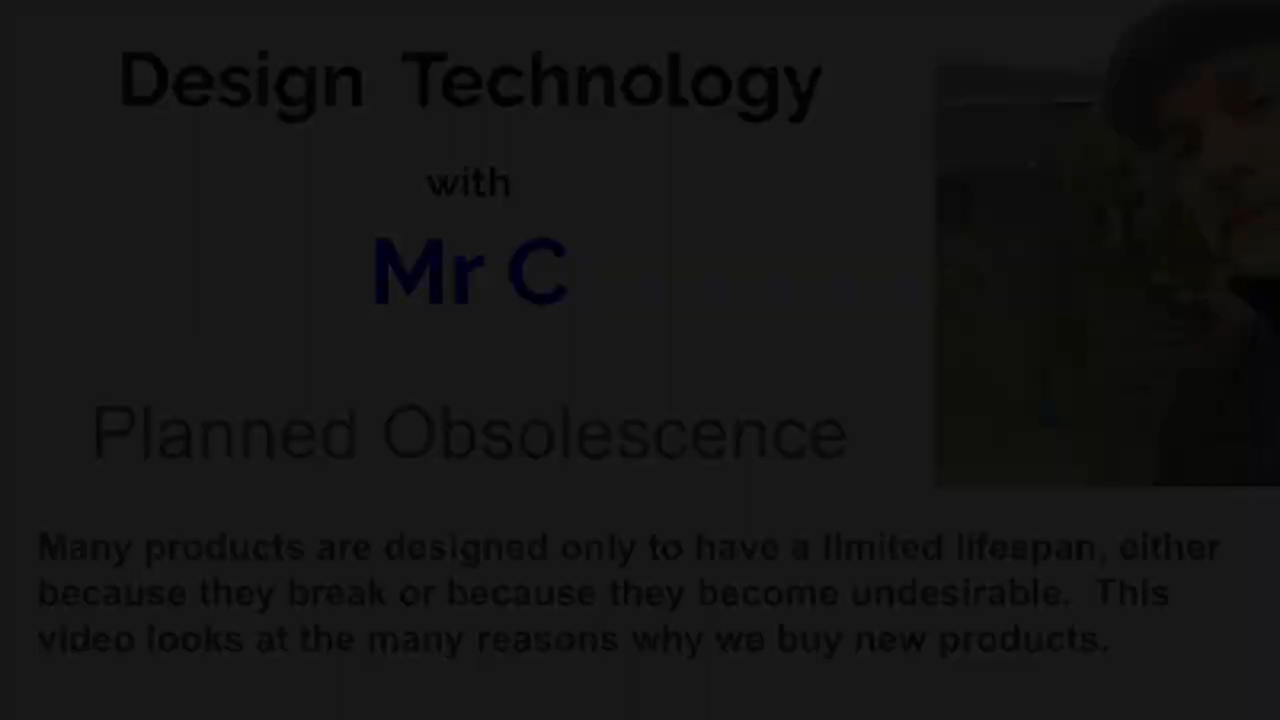 Design Technology
with
Mr C
Planned Obsolescence
Many products are designed only to have a limited lifespan, either
because they break or because they become undesirable. This
video looks at the many reasons why we buy new products.